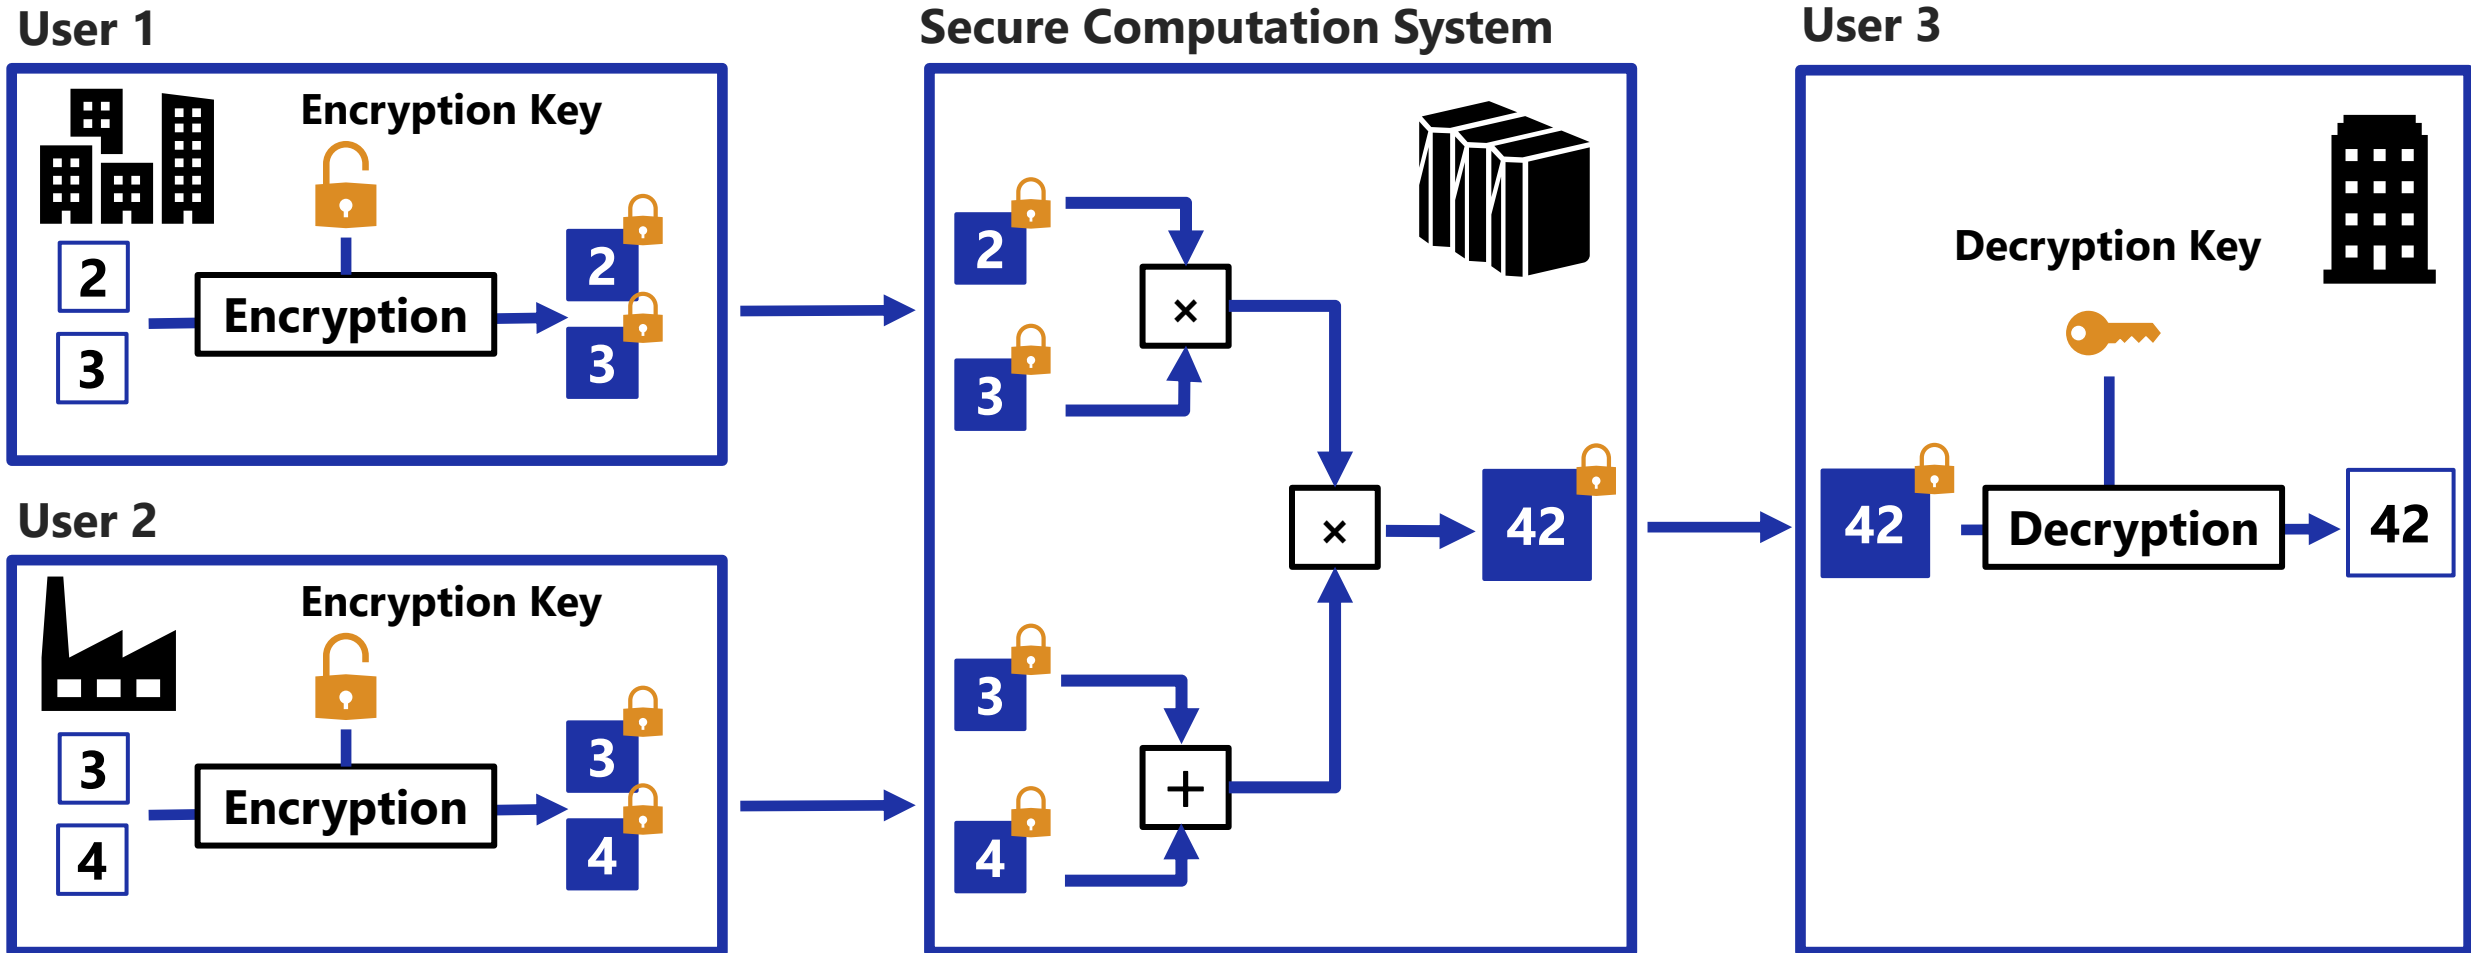 User 1
Encryption Key
2
3
Encryption
2
3
User 2
Encryption Key
3
4
Encryption
3
4
Secure Computation System
2
×
3
×
42
3
+
4
User 3
Decryption Key
42
Decryption
42